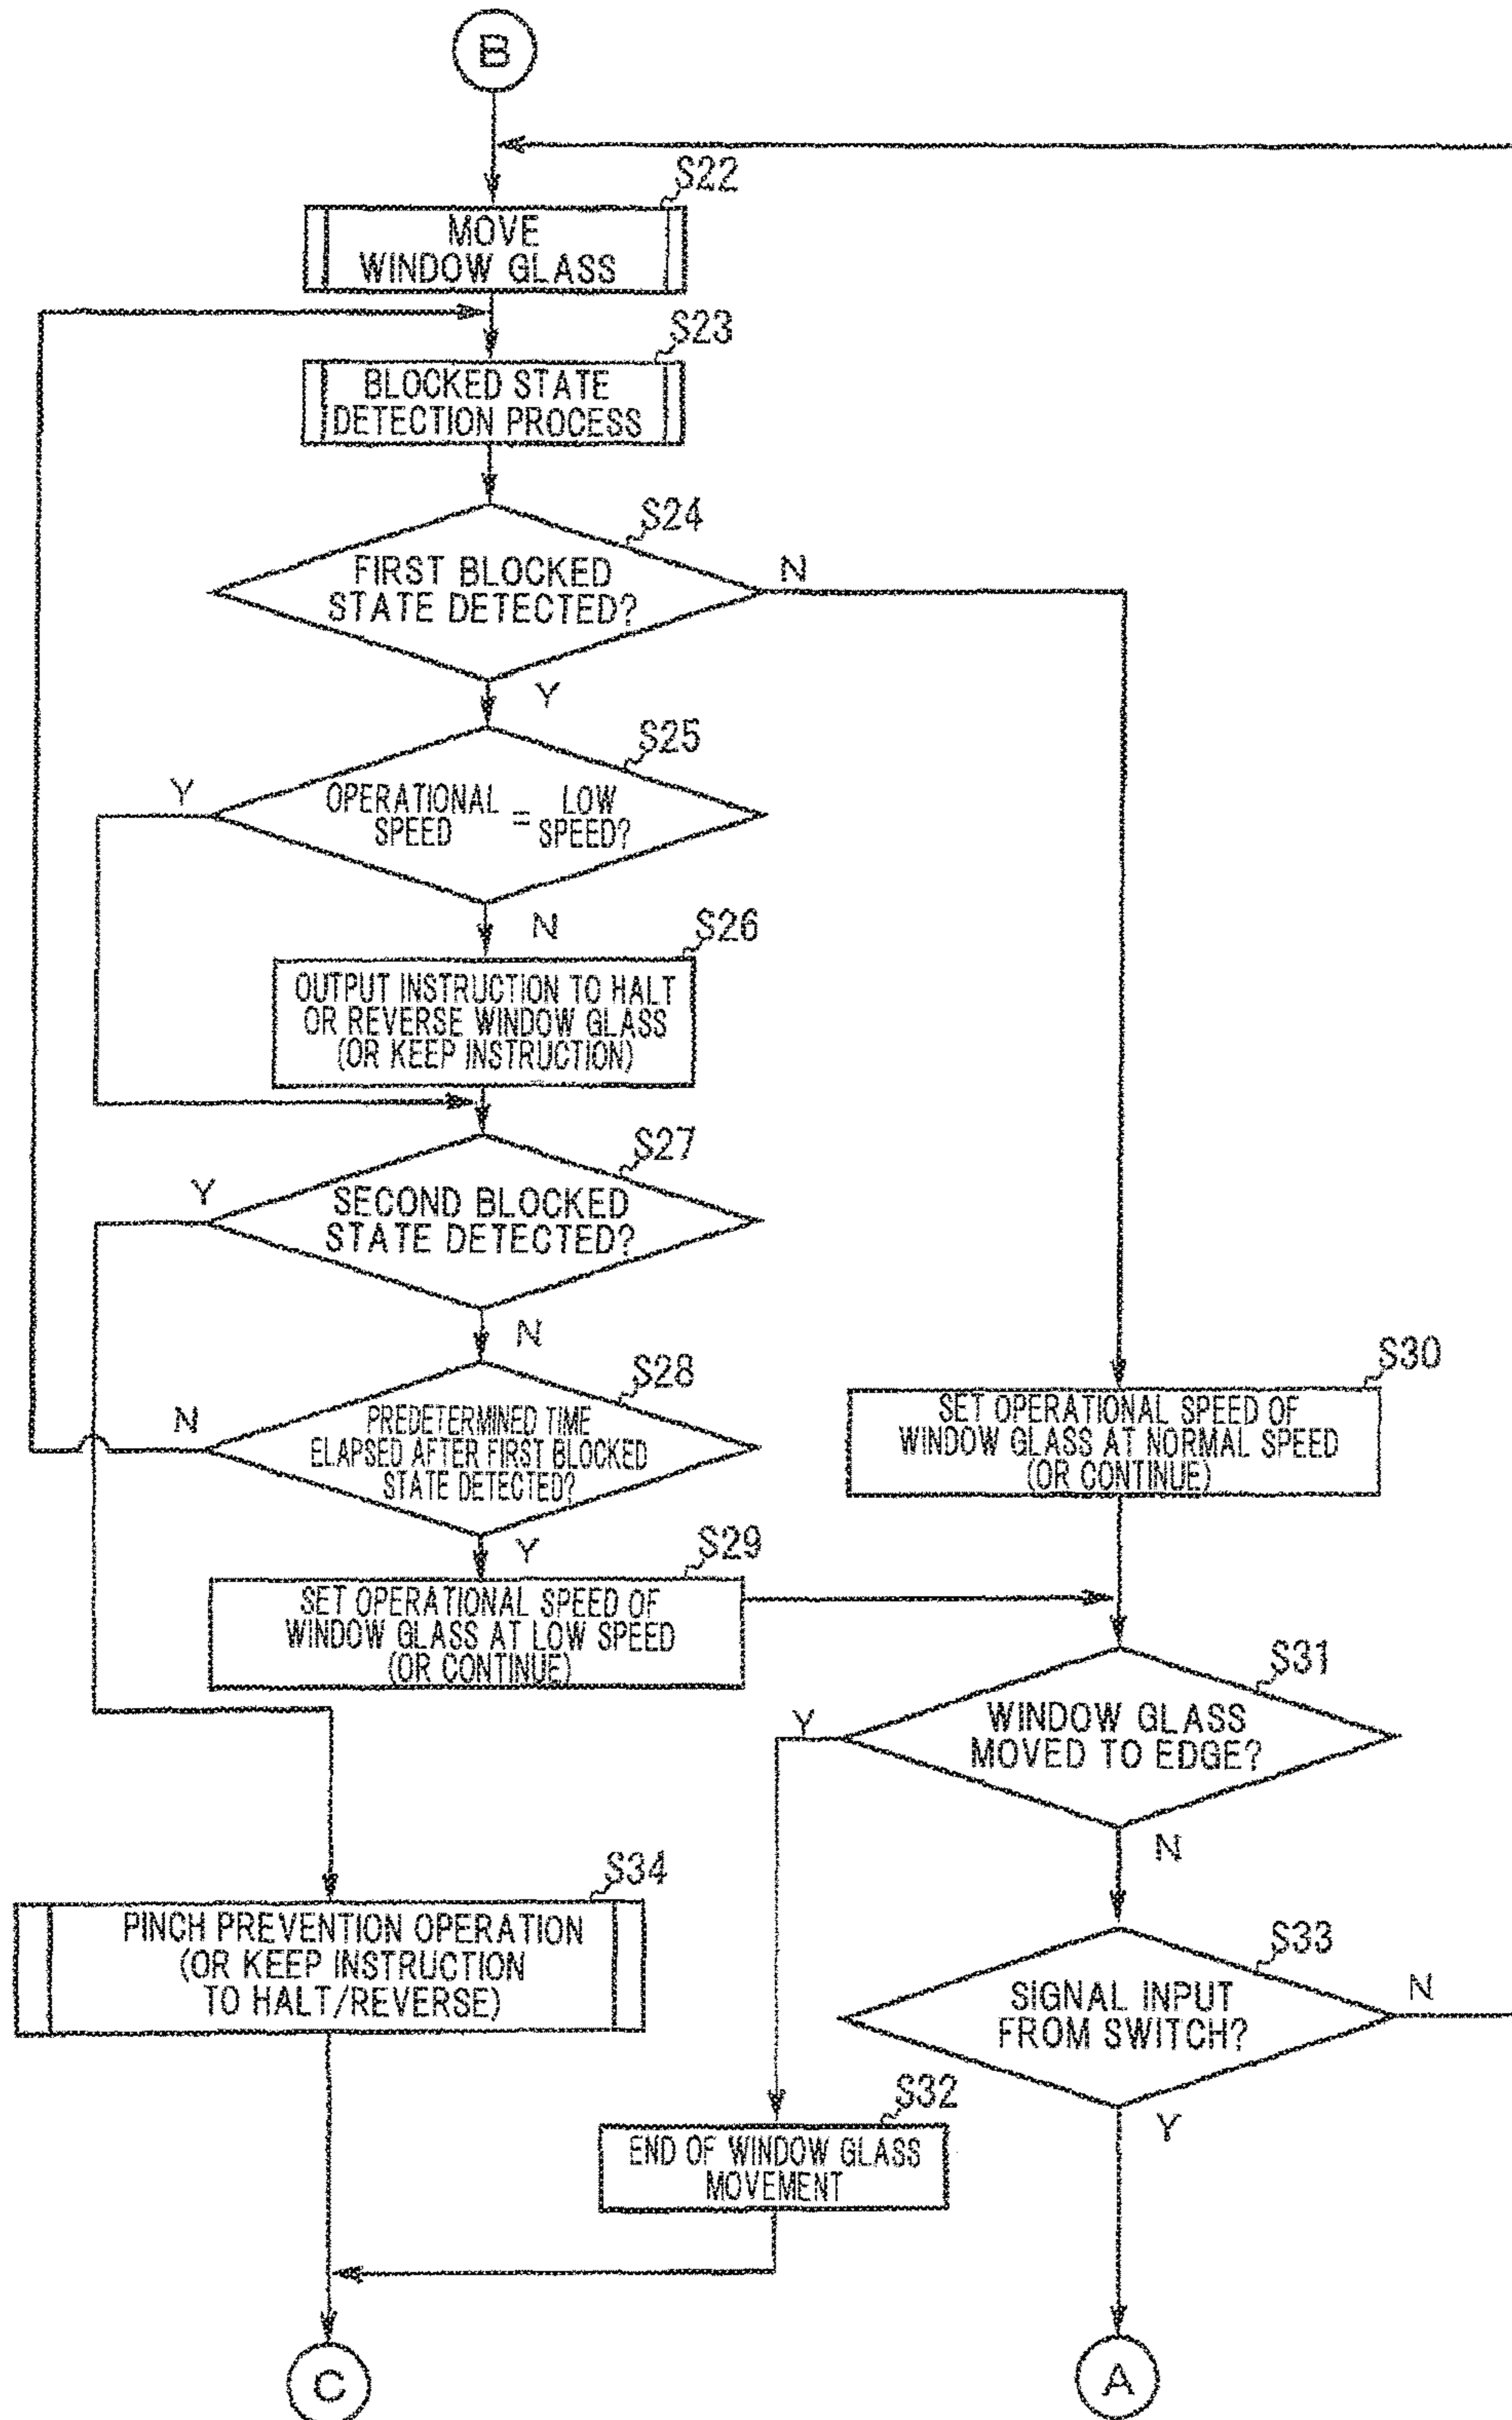 B
S22
MOVE
WINDOW GLASS
S23
BLOCKED STATE
DETECTION PROCESS
S24
FIRST BLOCKED
STATE DETECTED?
N
Y
S25
Y
OPERATIONAL
SPEED
=
LOW
SPEED?
N
S26
OUTPUT INSTRUCTION TO HALT
OR REVERSE WINDOW GLASS
(OR KEEP INSTRUCTION)
S27
Y
SECOND BLOCKED
STATE DETECTED?
N
S28
N
PREDETERMINED TIME
ELAPSED AFTER FIRST BLOCKED
STATE DETECTED?
Y
S29
SET OPERATIONAL SPEED OF
WINDOW GLASS AT LOW SPEED
(OR CONTINUE)
S30
SET OPERATIONAL SPEED OF
WINDOW GLASS AT NORMAL SPEED
(OR CONTINUE)
S31
Y
WINDOW GLASS
MOVED TO EDGE?
N
S34
PINCH PREVENTION OPERATION
(OR KEEP INSTRUCTION
TO HALT/REVERSE)
S33
SIGNAL INPUT
FROM SWITCH?
N
Y
S32
END OF WINDOW GLASS
MOVEMENT
C
A